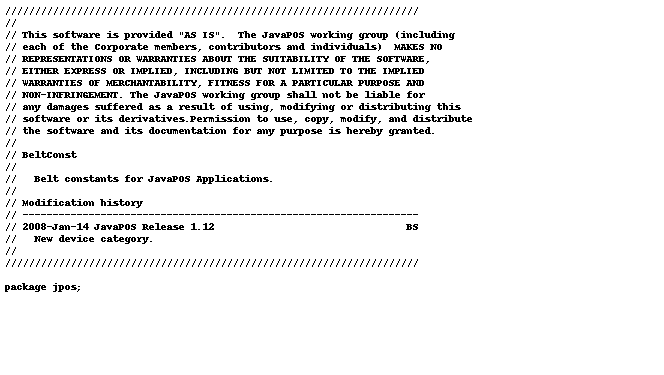 //////////////////////////////////////////////////////////////////////
//
// This software is provided "AS IS".  The JavaPOS working group (including
// each of the Corporate members, contributors and individuals)  MAKES NO
// REPRESENTATIONS OR WARRANTIES ABOUT THE SUITABILITY OF THE SOFTWARE,
// EITHER EXPRESS OR IMPLIED, INCLUDING BUT NOT LIMITED TO THE IMPLIED
// WARRANTIES OF MERCHANTABILITY, FITNESS FOR A PARTICULAR PURPOSE AND
// NON-INFRINGEMENT. The JavaPOS working group shall not be liable for
// any damages suffered as a result of using, modifying or distributing this
// software or its derivatives.Permission to use, copy, modify, and distribute
// the software and its documentation for any purpose is hereby granted.
//
// BeltConst
//
//   Belt constants for JavaPOS Applications.
//
// Modification history
// ------------------------------------------------------------------
// 2008-Jan-14 JavaPOS Release 1.12                                BS
//   New device category.
//
//////////////////////////////////////////////////////////////////////
package jpos;